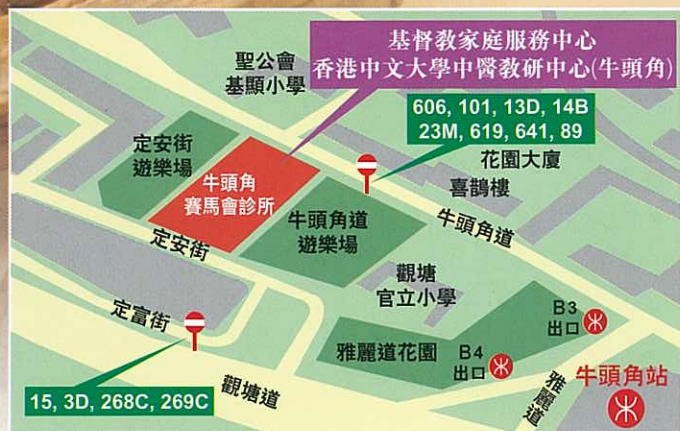 基督教家庭服務中心
香港中文大學中醫教研中心(牛頭角)
聖公會
基顯小學
606, 101, 13D, 14B
23M, 619, 641, 89
定安街
遊樂場
花園大廈
喜鵲樓
牛頭角
賽馬會診所
牛頭角道
遊樂場
牛頭角道
定安街
觀塘
官立小學
定富街
B3
出口
雅麗道花園
B4
出口
牛頭角站
雅麗道
15, 3D, 268C, 269C
觀塘道